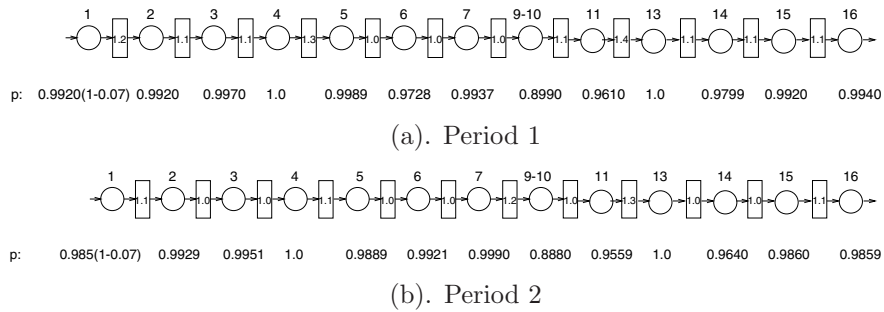 1 2 3 4 5 6 7 9-10 11 13 14 15 16
1.2 1.1 1.1 1.3 1.0 1.0 1.0 1.1 1.4 1.1 1.1 1.1
p: 0.9920(1-0.07) 0.9920 0.9970 1.0 0.9989 0.9728 0.9937 0.8990 0.9610 1.0 0.9799 0.9920 0.9940
(a). Period 1
1 2 3 4 5 6 7 9-10 11 13 14 15 16
1.1 1.0 1.0 1.1 1.0 1.0 1.2 1.0 1.3 1.0 1.0 1.1
p: 0.985(1-0.07) 0.9929 0.9951 1.0 0.9889 0.9921 0.9990 0.8880 0.9559 1.0 0.9640 0.9860 0.9859
(b). Period 2